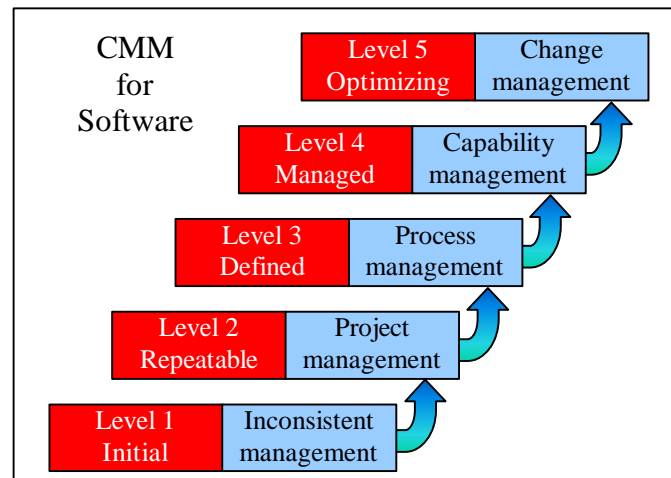 CMM
for
Software
Level 5
Optimizing
Change
management
Level 4
Managed
Capability
management
Level 3
Defined
Process
management
Level 2
Repeatable
Project
management
Level 1
Initial
Inconsistent
management